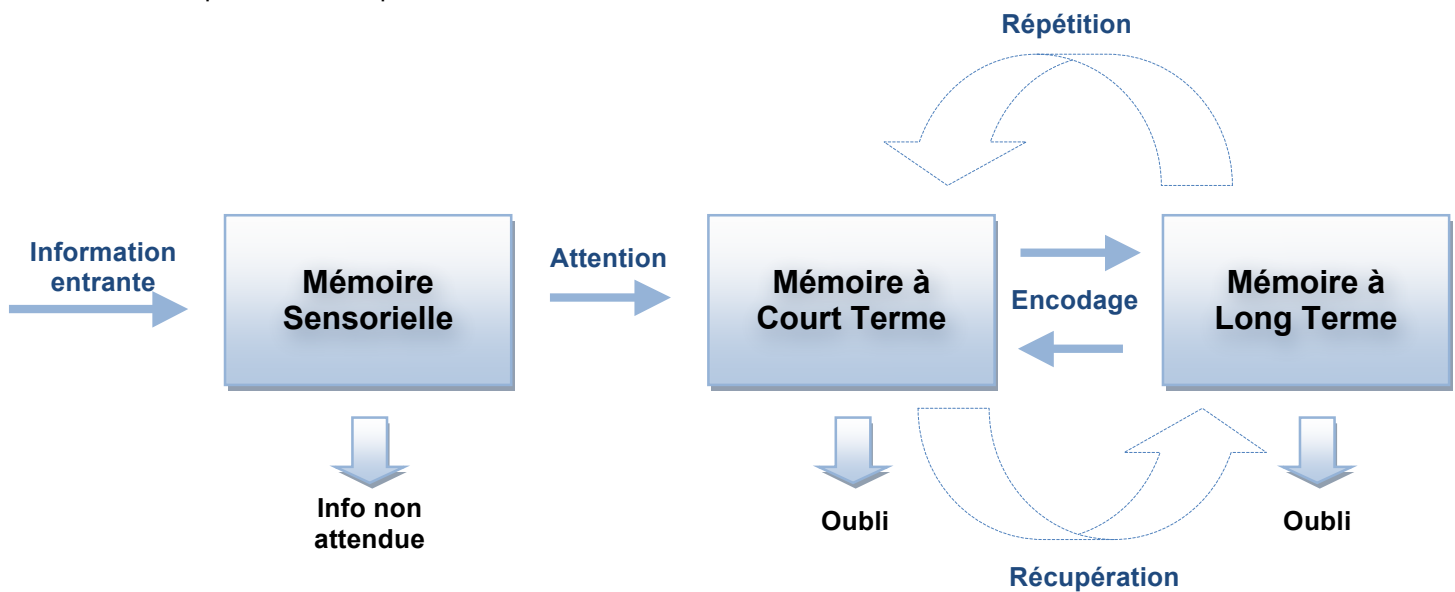 Répétition
Information
entrante
Mémoire
Sensorielle
Attention
Mémoire à
Court Terme
Encodage
Mémoire à
Long Terme
Info non
attendue
Oubli
Oubli
Récupération